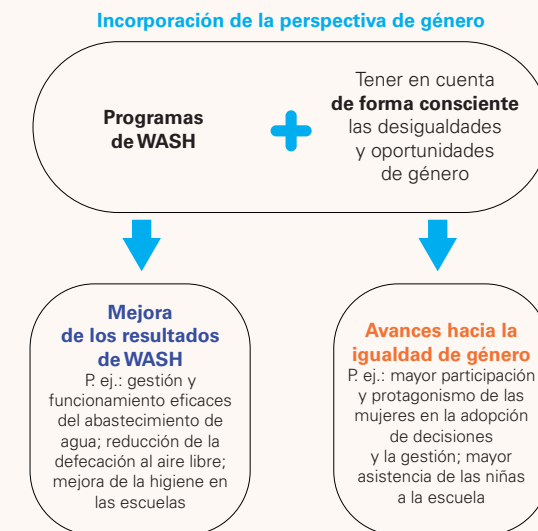 Incorporación de la perspectiva de género
Programas
de WASH
Tener en cuenta
de forma consciente
las desigualdades
y oportunidades
de género
Mejora
de los resultados
de WASH
P. ej.: gestión y
funcionamiento eficaces
del abastecimiento de
agua; reducción de la
defecación al aire libre;
mejora de la higiene en
las escuelas
Avances hacia la
igualdad de género
P. ej.: mayor participación
y protagonismo de las
mujeres en la adopción
de decisiones
y la gestión; mayor
asistencia de las niñas
a la escuela